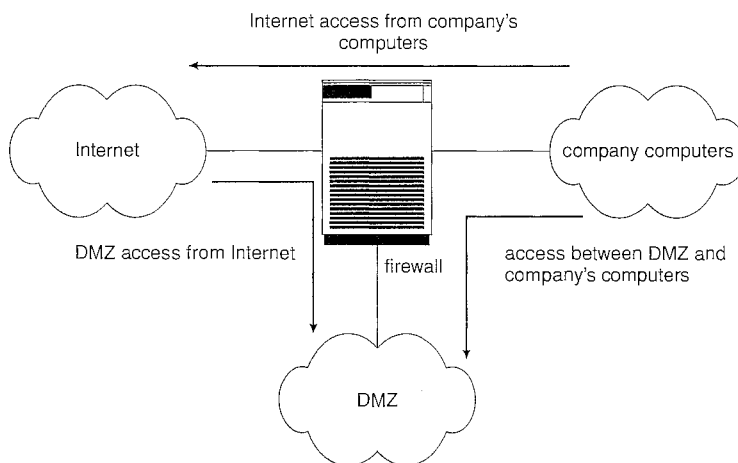 Internet access from company's
computers
Internet
company computers
DMZ access from Internet
firewall
access between DMZ and
company's computers
DMZ